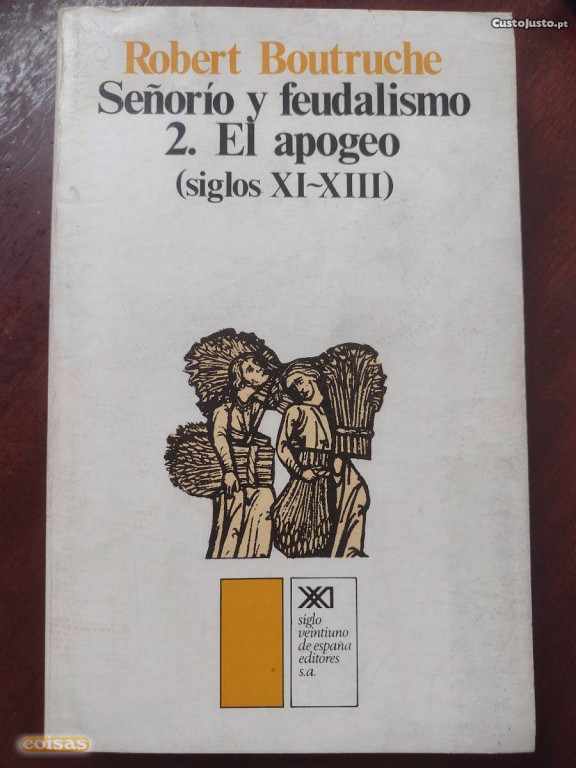 CustoJusto.pt
Robert Boutruche
Señorío y feudalismo
2. El apogeo
(siglos XI~XIII)
XXI
siglo
veintiuno
de españa
editores
s.a.
coisas